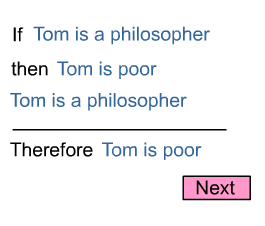 If Tom is a philosopher
then Tom is poor
Tom is a philosopher
Therefore Tom is poor
Next